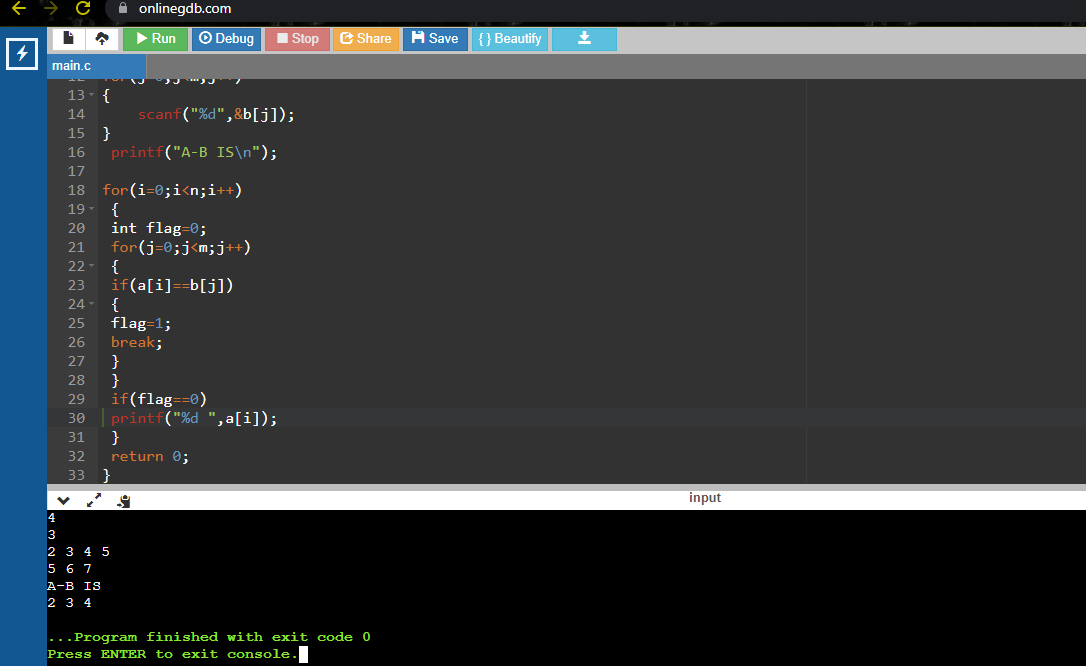 onlinegdb.com
Run Debug Stop Share Save { } Beautify
main.c
13 {
14 scanf("%d",&b[j]);
15 }
16 printf("A-B IS\n");
17
18 for(i=0;i<n;i++)
19 {
20 int flag=0;
21 for(j=0;j<m;j++)
22 {
23 if(a[i]==b[j])
24 {
25 flag=1;
26 break;
27 }
28 }
29 if(flag==0)
30 printf("%d ",a[i]);
31 }
32 return 0;
33 }
input
4
3
2 3 4 5
5 6 7
A-B IS
2 3 4
...Program finished with exit code 0
Press ENTER to exit console.